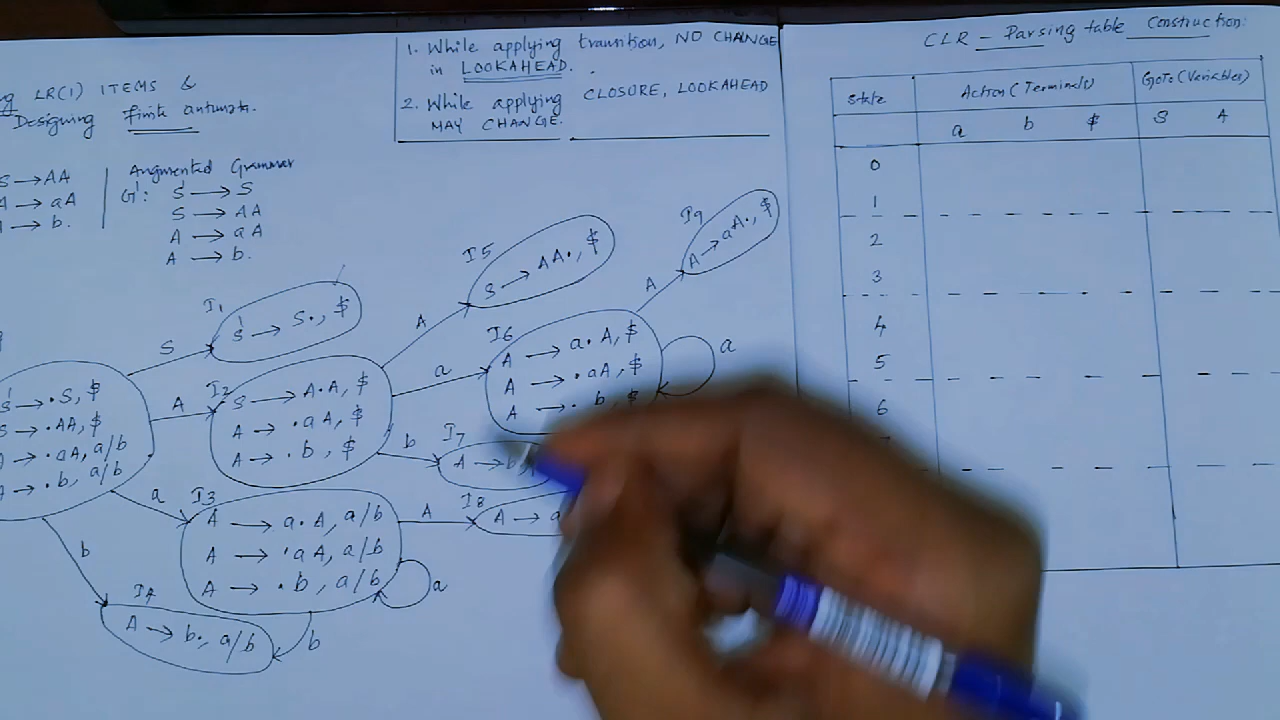 LR(1) ITEMS &
Designing finite automata.
S → AA
A → aA
A → b.
Augmented Grammar
G': S' → S
S → AA
A → aA
A → b.
1. While applying transition, NO CHANGE
in LOOKAHEAD.
2. While applying CLOSURE, LOOKAHEAD
MAY CHANGE.
S' → ·S, $
S → ·AA, $
→ ·aA, a/b
→ ·b, a/b
S
A
a
b
I1
S' → S·, $
I2
S → A·A, $
A → ·aA, $
A → ·b, $
I3
A → a·A, a/b
A → ·aA, a/b
A → ·b, a/b
a
b
I4
A → b·, a/b
A
a
b
A
I5
S → AA·, $
I6
A → a·A, $
A → ·aA, $
A → ·b, $
a
A
I7
A → b
I8
A → a
I9
A → aA·, $
CLR - Parsing table Construction:
State Action (Terminals) GOTO (Variables)
a b $ S A
0
1
2
3
4
5
6